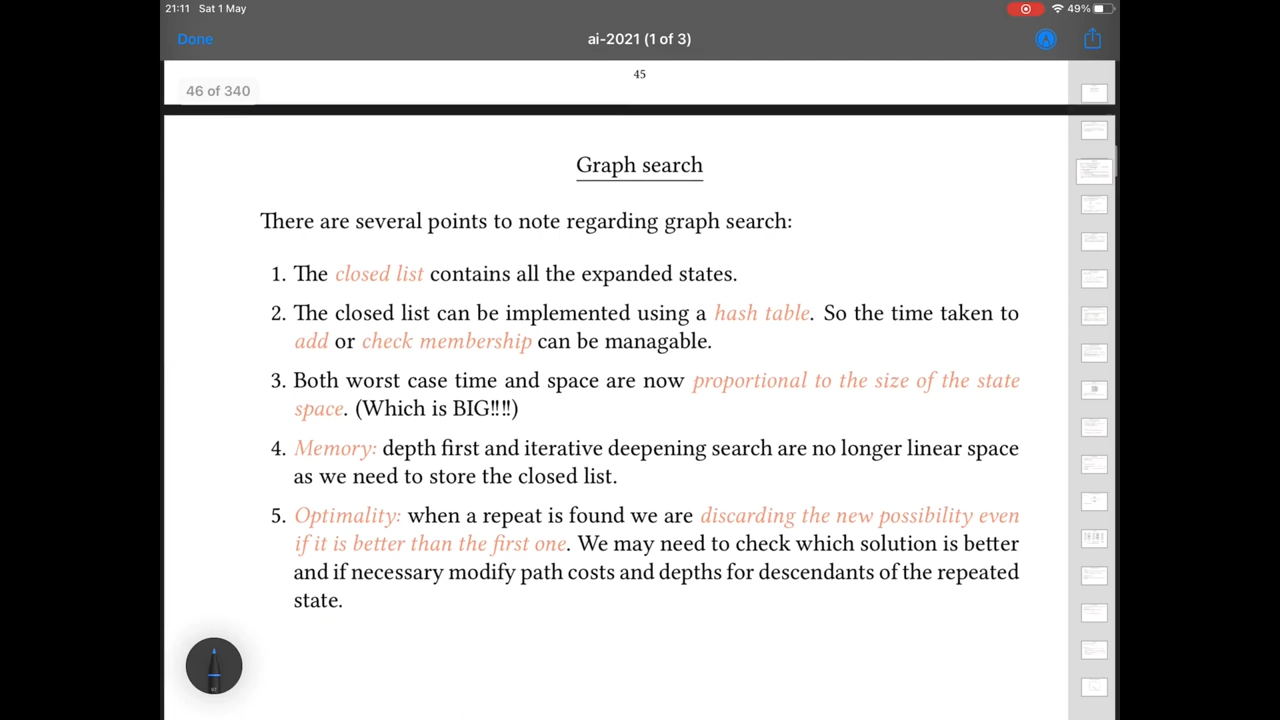 21:11 Sat 1 May
49%
Done
ai-2021 (1 of 3)
45
46 of 340
Graph search
There are several points to note regarding graph search:
1. The closed list contains all the expanded states.
2. The closed list can be implemented using a hash table. So the time taken to
add or check membership can be managable.
3. Both worst case time and space are now proportional to the size of the state
space. (Which is BIG!!!!)
4. Memory: depth first and iterative deepening search are no longer linear space
as we need to store the closed list.
5. Optimality: when a repeat is found we are discarding the new possibility even
if it is better than the first one. We may need to check which solution is better
and if necessary modify path costs and depths for descendants of the repeated
state.